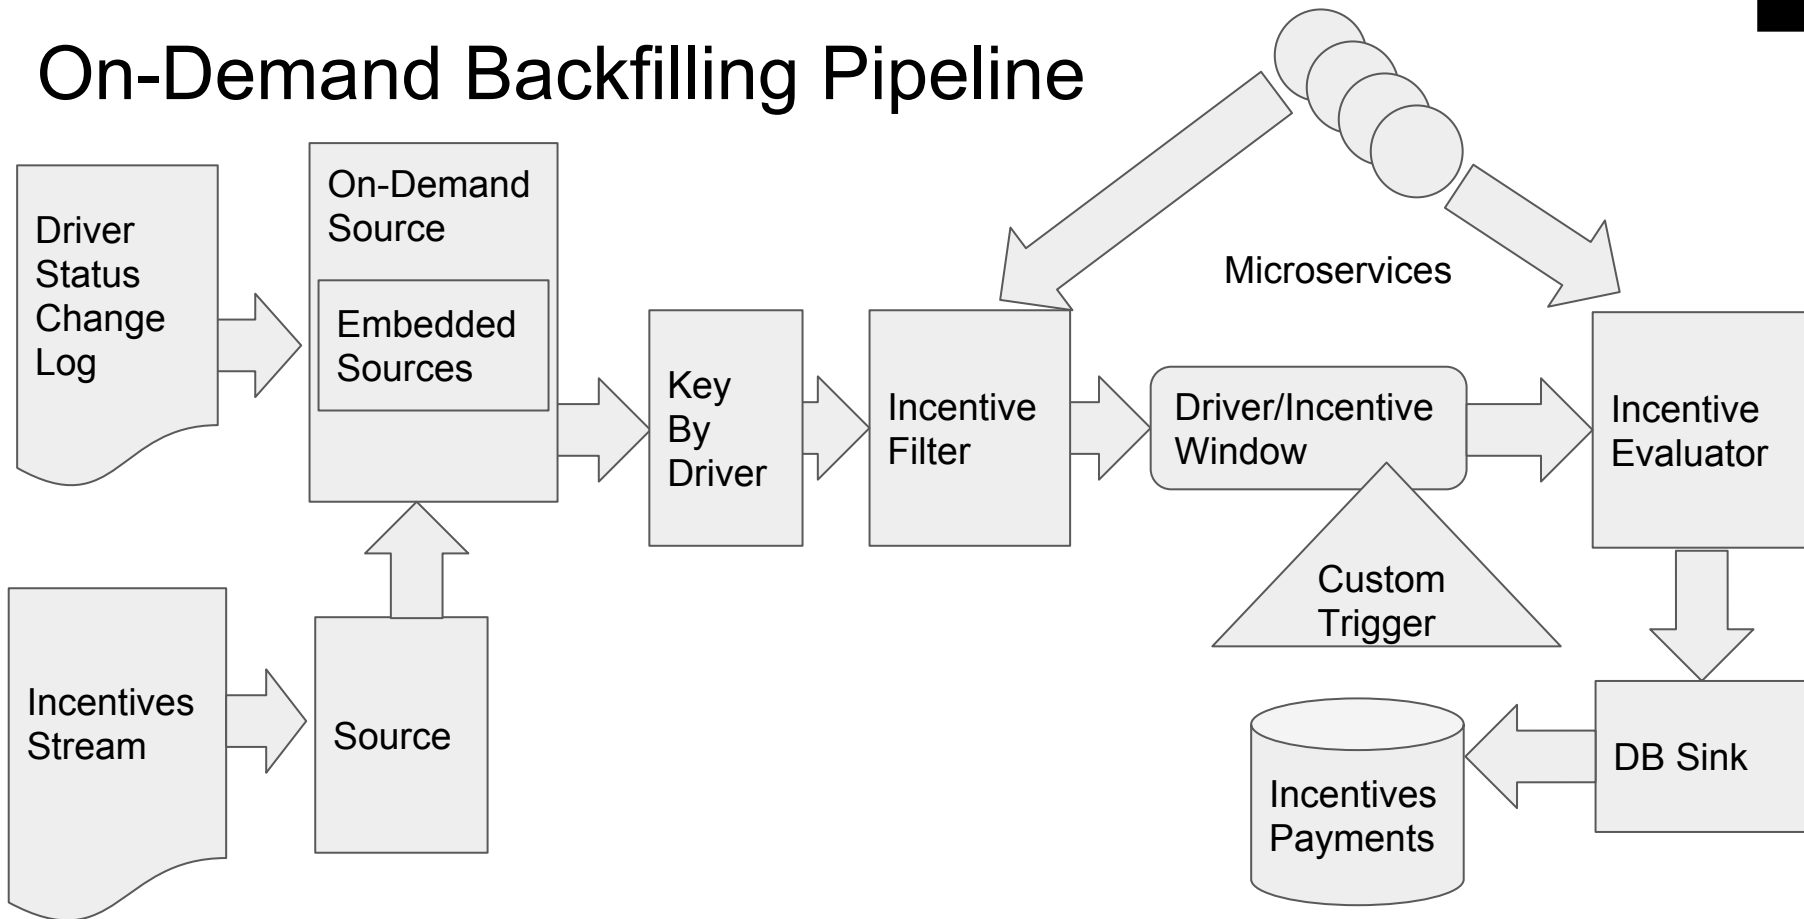 On-Demand Backfilling Pipeline
Driver
Status
Change
Log
On-Demand
Source
Embedded
Sources
Key
By
Driver
Incentive
Filter
Microservices
Driver/Incentive
Window
Custom
Trigger
Incentive
Evaluator
Incentives
Stream
Source
DB Sink
Incentives
Payments